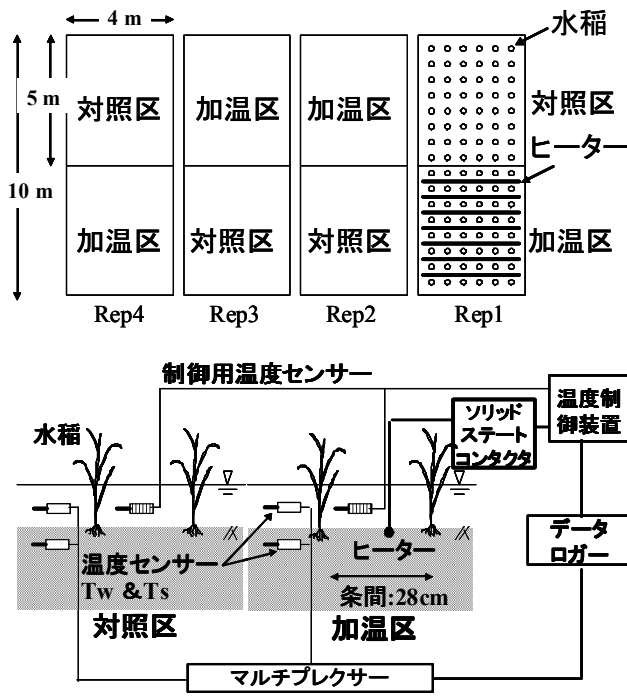 4 m
水稲
5 m
対照区
加温区
加温区
対照区
ヒーター
10 m
加温区
対照区
対照区
加温区
Rep4
Rep3
Rep2
Rep1
制御用温度センサー
水稲
ソリッド
ステート
コンタクタ
温度制
御装置
温度センサー
Tw &Ts
ヒーター
データ
ロガー
条間:28cm
対照区
加温区
マルチプレクサー